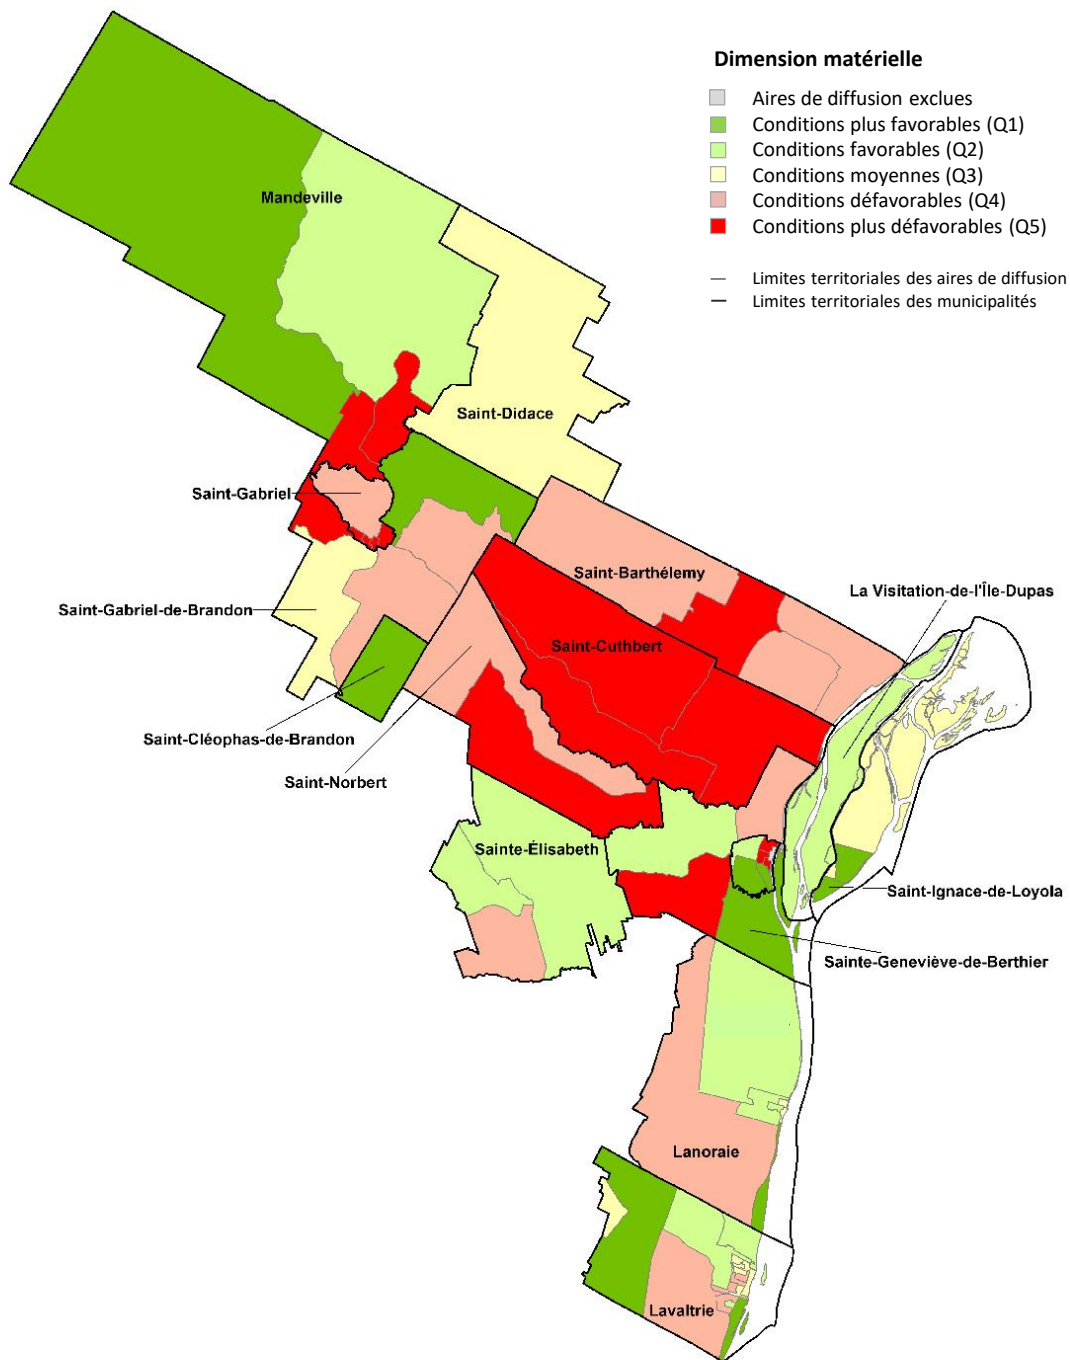 Dimension matérielle
Aires de diffusion exclues
Conditions plus favorables (Q1)
Conditions favorables (Q2)
Conditions moyennes (Q3)
Conditions défavorables (Q4)
Conditions plus défavorables (Q5)
Limites territoriales des aires de diffusion
Limites territoriales des municipalités
Mandeville
Saint-Didace
Saint-Gabriel
Saint-Barthélemy
La Visitation-de-l'Île-Dupas
Saint-Gabriel-de-Brandon
Saint-Cuthbert
Saint-Cléophas-de-Brandon
Saint-Norbert
Sainte-Élisabeth
Saint-Ignace-de-Loyola
Sainte-Geneviève-de-Berthier
Lanoraie
Lavaltrie